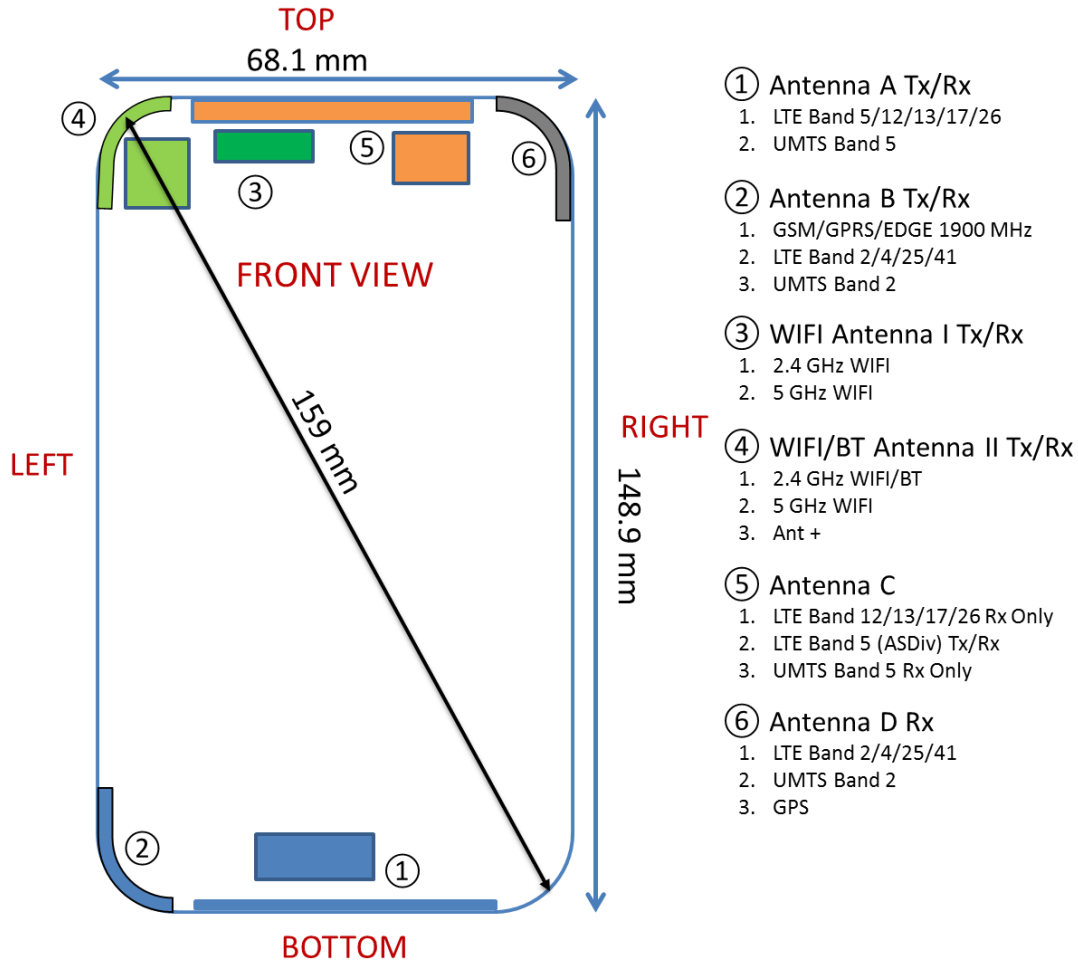 TOP
68.1 mm
④
⑤
⑥
③
FRONT VIEW
159 mm
LEFT
RIGHT
148.9 mm
②
①
BOTTOM
① Antenna A Tx/Rx
1. LTE Band 5/12/13/17/26
2. UMTS Band 5
② Antenna B Tx/Rx
1. GSM/GPRS/EDGE 1900 MHz
2. LTE Band 2/4/25/41
3. UMTS Band 2
③ WIFI Antenna I Tx/Rx
1. 2.4 GHz WIFI
2. 5 GHz WIFI
④ WIFI/BT Antenna II Tx/Rx
1. 2.4 GHz WIFI/BT
2. 5 GHz WIFI
3. Ant +
⑤ Antenna C
1. LTE Band 12/13/17/26 Rx Only
2. LTE Band 5 (ASDiv) Tx/Rx
3. UMTS Band 5 Rx Only
⑥ Antenna D Rx
1. LTE Band 2/4/25/41
2. UMTS Band 2
3. GPS